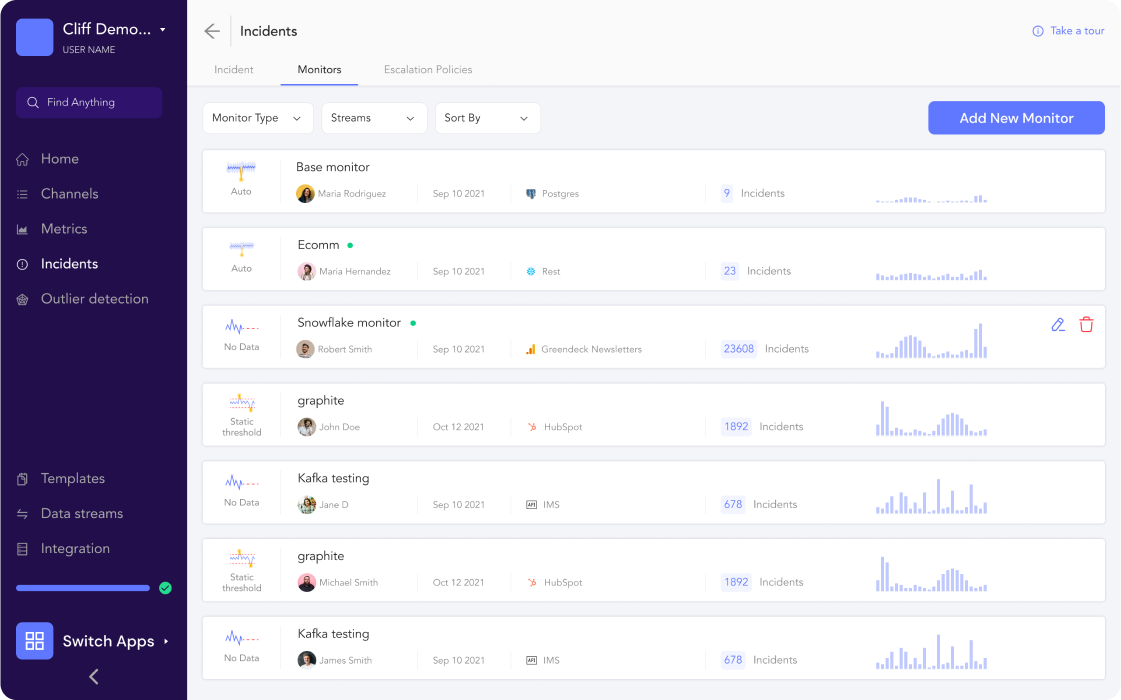 Cliff Demo...
USER NAME
Find Anything
Home
Channels
Metrics
Incidents
Outlier detection
Templates
Data streams
Integration
Switch Apps
Incidents
Take a tour
Incident
Monitors
Escalation Policies
Monitor Type
Streams
Sort By
Add New Monitor
Auto
Base monitor
Maria Rodriguez
Sep 10 2021
Postgres
9 Incidents
Auto
Ecomm
Maria Hernandez
Sep 10 2021
Rest
23 Incidents
No Data
Snowflake monitor
Robert Smith
Sep 10 2021
Greendeck Newsletters
23608 Incidents
Static
threshold
graphite
John Doe
Oct 12 2021
HubSpot
1892 Incidents
No Data
Kafka testing
Jane D
Sep 10 2021
API IMS
678 Incidents
Static
threshold
graphite
Michael Smith
Oct 12 2021
HubSpot
1892 Incidents
No Data
Kafka testing
James Smith
Sep 10 2021
API IMS
678 Incidents